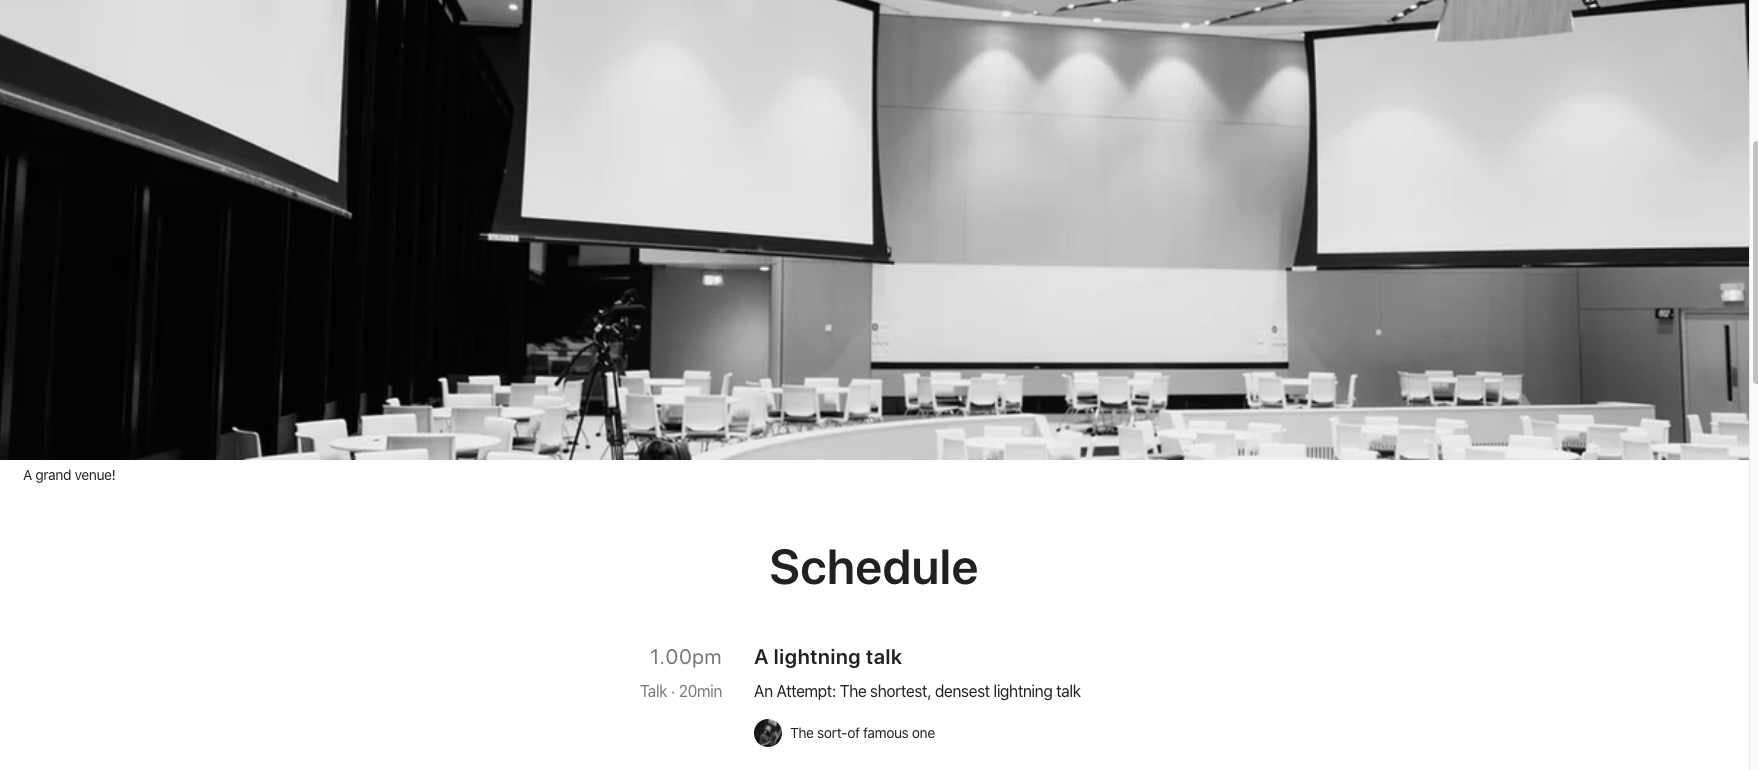 A grand venue!
Schedule
1.00pm
A lightning talk
Talk · 20min
An Attempt: The shortest, densest lightning talk
The sort-of famous one